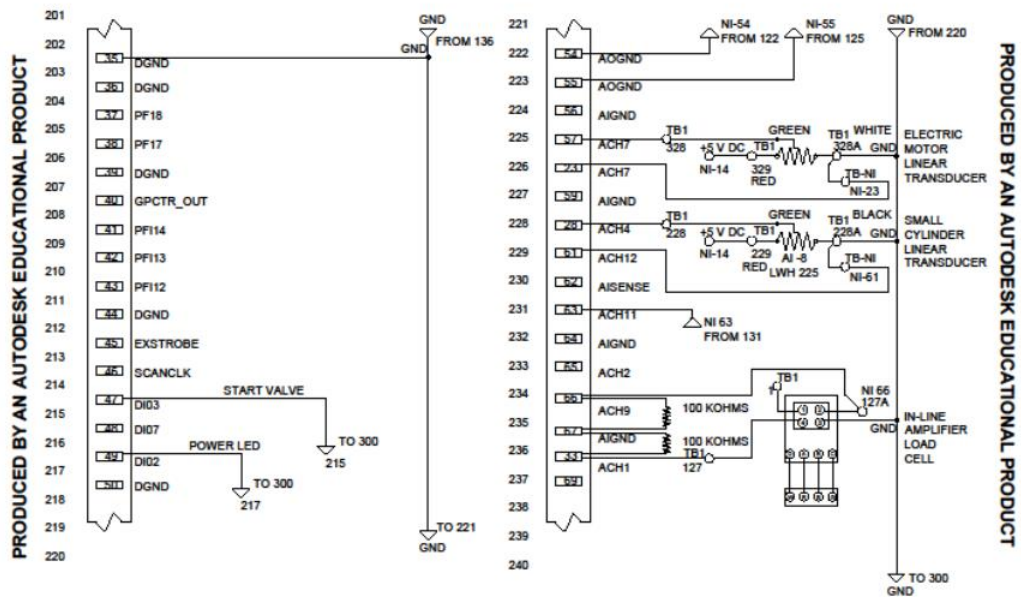 PRODUCED BY AN AUTODESK EDUCATIONAL PRODUCT
201
202
203
204
205
206
207
208
209
210
211
212
213
214
215
216
217
218
219
220
35 DGND
36 DGND
37 PF18
38 PF17
39 DGND
40 GPCTR_OUT
41 PFI14
42 PFI13
43 PFI12
44 DGND
45 EXSTROBE
46 SCANCLK
47 DI03
48 DI07
49 DI02
50 DGND
GND
FROM 136
GND
START VALVE
TO 300
215
POWER LED
TO 300
217
TO 221
GND
221
222
223
224
225
226
227
228
229
230
231
232
233
234
235
236
237
238
239
240
54 AOGND
55 AOGND
56 AIGND
57 ACH7
23 ACH7
59 AIGND
28 ACH4
61 ACH12
62 AISENSE
63 ACH11
64 AIGND
65 ACH2
66 ACH9
67 AIGND
33 ACH1
69
NI-54
FROM 122
NI-55
FROM 125
GND
FROM 220
TB1
328
GREEN
+5 V DC
NI-14
TB1
329
RED
TB1
328A
WHITE
GND
TB-NI
NI-23
ELECTRIC
MOTOR
LINEAR
TRANSDUCER
TB1
228
GREEN
+5 V DC
NI-14
TB1
229
RED
AI -8
LWH 225
TB1
228A
BLACK
GND
TB-NI
NI-61
SMALL
CYLINDER
LINEAR
TRANSDUCER
NI 63
FROM 131
TB1
NI 66
127A
100 KOHMS
100 KOHMS
TB1
127
GND
IN-LINE
AMPLIFIER
LOAD
CELL
TO 300
GND
PRODUCED BY AN AUTODESK EDUCATIONAL PRODUCT